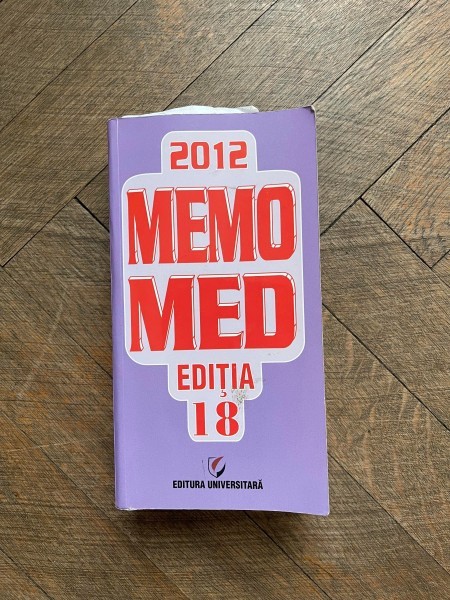 2012
MEMO
MED
EDIȚIA
18
EDITURA UNIVERSITARĂ